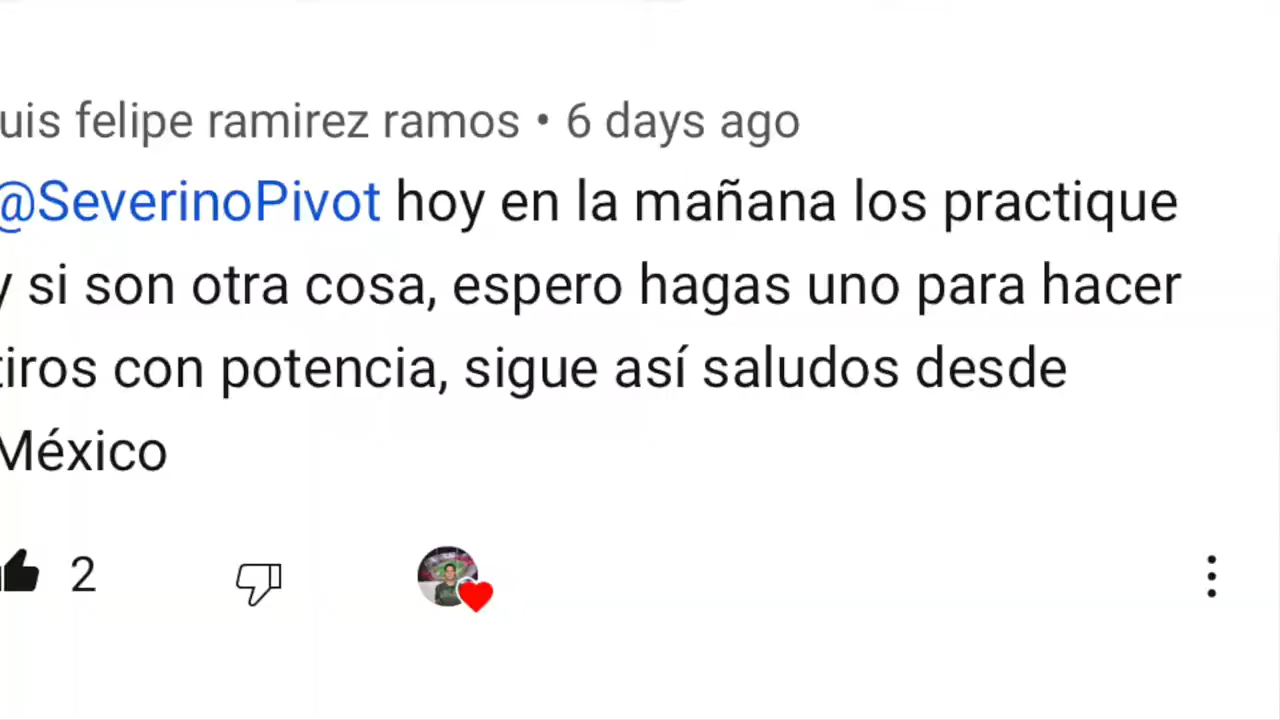 uis felipe ramirez ramos • 6 days ago
@SeverinoPivot hoy en la mañana los practique
y si son otra cosa, espero hagas uno para hacer
tiros con potencia, sigue así saludos desde
México
2